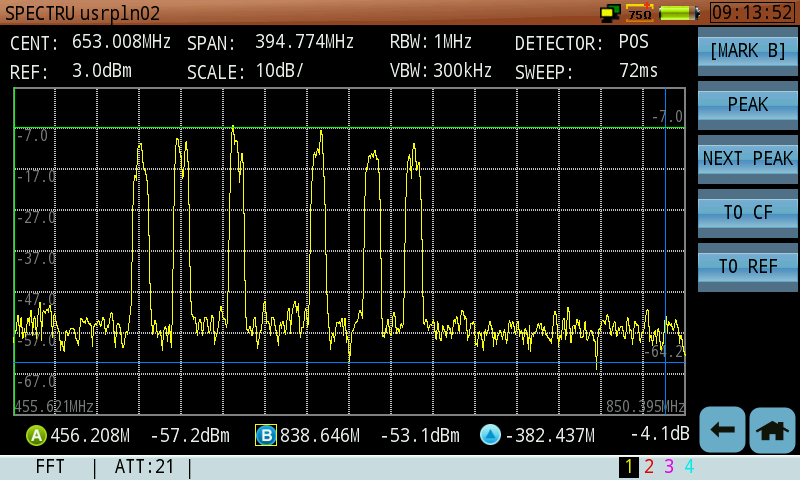 SPECTRU usrpln02 75Ω 09:13:52
CENT: 653.008MHz SPAN: 394.774MHz RBW: 1MHz DETECTOR: POS
REF: 3.0dBm SCALE: 10dB/ VBW: 300kHz SWEEP: 72ms
[MARK B]
PEAK
NEXT PEAK
TO CF
TO REF
-7.0
-7.0
-17.0
-27.0
-37.0
-47.0
-57.0
-64.2
-67.0
455.621MHz 850.395MHz
A 456.208M -57.2dBm B 838.646M -53.1dBm -382.437M -4.1dB
FFT | ATT:21 | 1 2 3 4